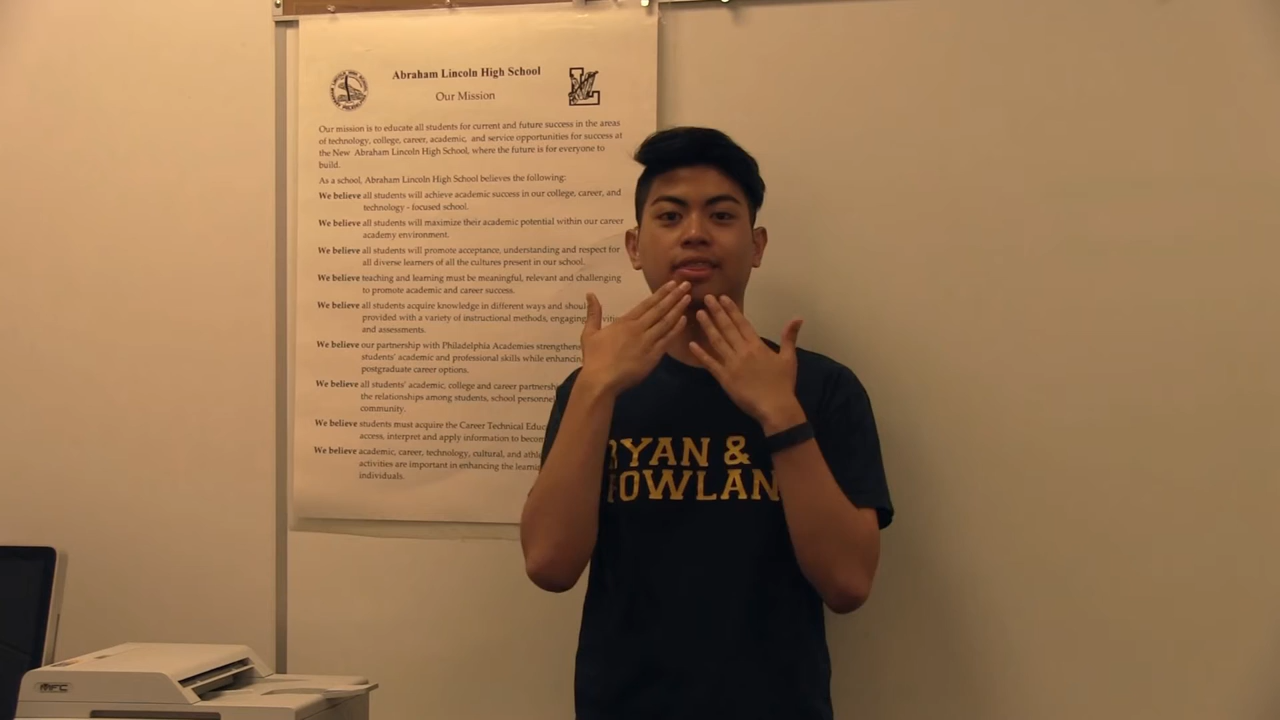 Abraham Lincoln High School
Our Mission
Our mission is to educate all students for current and future success in the areas
of technology, college, career, academic, and service opportunities for success at
the New Abraham Lincoln High School, where the future is for everyone to
build.
As a school, Abraham Lincoln High School believes the following:
We believe all students will achieve academic success in our college, career, and
technology - focused school.
We believe all students will maximize their academic potential within our career
academy environment.
We believe all students will promote acceptance, understanding and respect for
all diverse learners of all the cultures present in our school.
We believe teaching and learning must be meaningful, relevant and challenging
to promote academic and career success.
We believe all students acquire knowledge in different ways and
provided with a variety of instructional methods, engaging
and assessments.
We believe our partnership with Philadelphia Academies strengthens
students' academic and professional skills while
postgraduate career options.
We believe all students' academic, college and career
the relationships among students, school personnel
community.
We believe students must acquire the Career Technical
access, interpret and apply information to
We believe academic, career, technology, cultural, and
activities are important in enhancing the
individuals.
RYAN &
ROWLAN
MFC